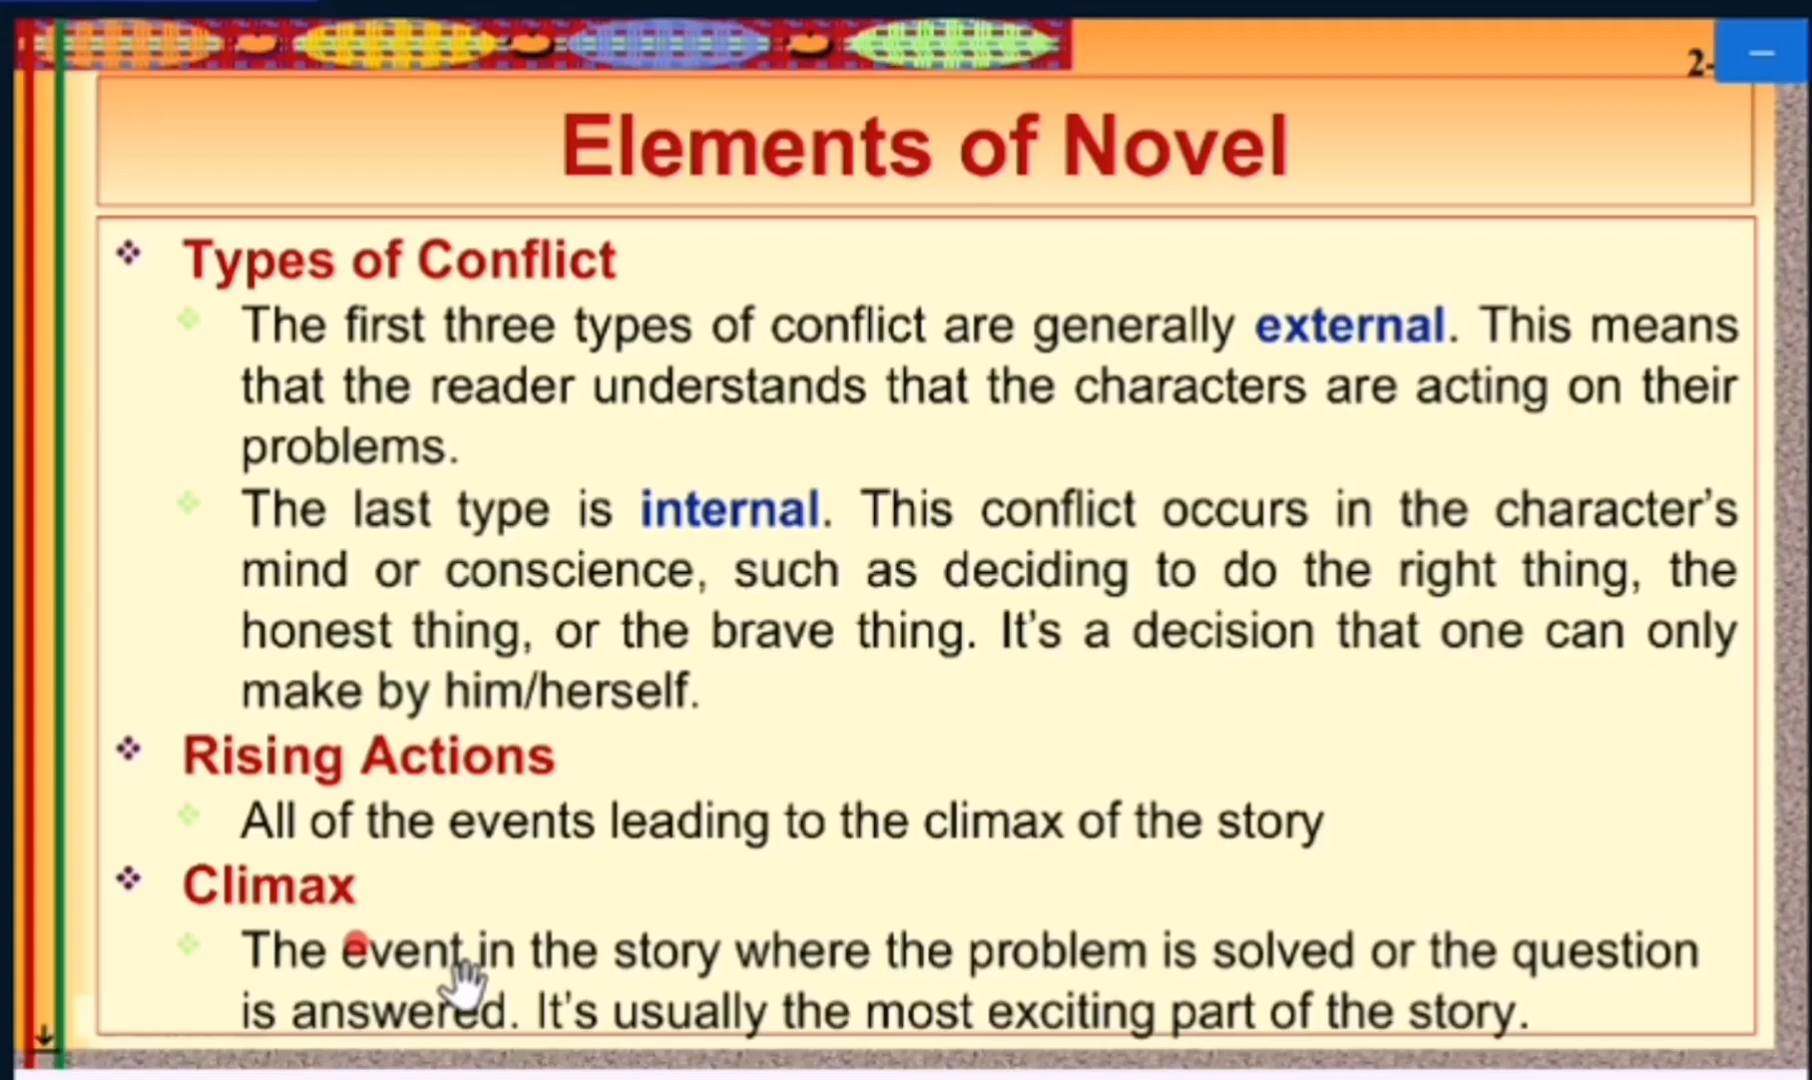 2-
Elements of Novel
Types of Conflict
The first three types of conflict are generally external. This means
that the reader understands that the characters are acting on their
problems.
The last type is internal. This conflict occurs in the character’s
mind or conscience, such as deciding to do the right thing, the
honest thing, or the brave thing. It’s a decision that one can only
make by him/herself.
Rising Actions
All of the events leading to the climax of the story
Climax
The event in the story where the problem is solved or the question
is answered. It’s usually the most exciting part of the story.